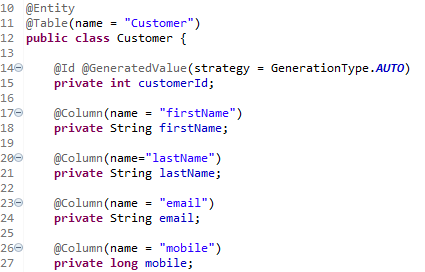 10 @Entity
11 @Table(name = "Customer")
12 public class Customer {
13
14 @Id @GeneratedValue(strategy = GenerationType.AUTO)
15 private int customerId;
16
17 @Column(name = "firstName")
18 private String firstName;
19
20 @Column(name="lastName")
21 private String lastName;
22
23 @Column(name = "email")
24 private String email;
25
26 @Column(name = "mobile")
27 private long mobile;